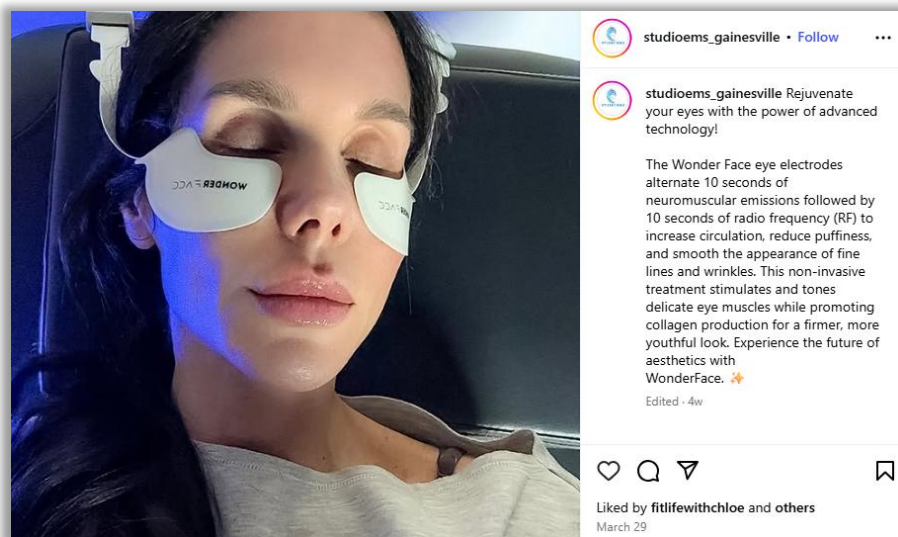 WONDER FACE
studioems_gainesville • Follow
studioems_gainesville Rejuvenate
your eyes with the power of advanced
technology!
The Wonder Face eye electrodes
alternate 10 seconds of
neuromuscular emissions followed by
10 seconds of radio frequency (RF) to
increase circulation, reduce puffiness,
and smooth the appearance of fine
lines and wrinkles. This non-invasive
treatment stimulates and tones
delicate eye muscles while promoting
collagen production for a firmer, more
youthful look. Experience the future of
aesthetics with
WonderFace. ✨
Edited · 4w
Liked by fitlifewithchloe and others
March 29